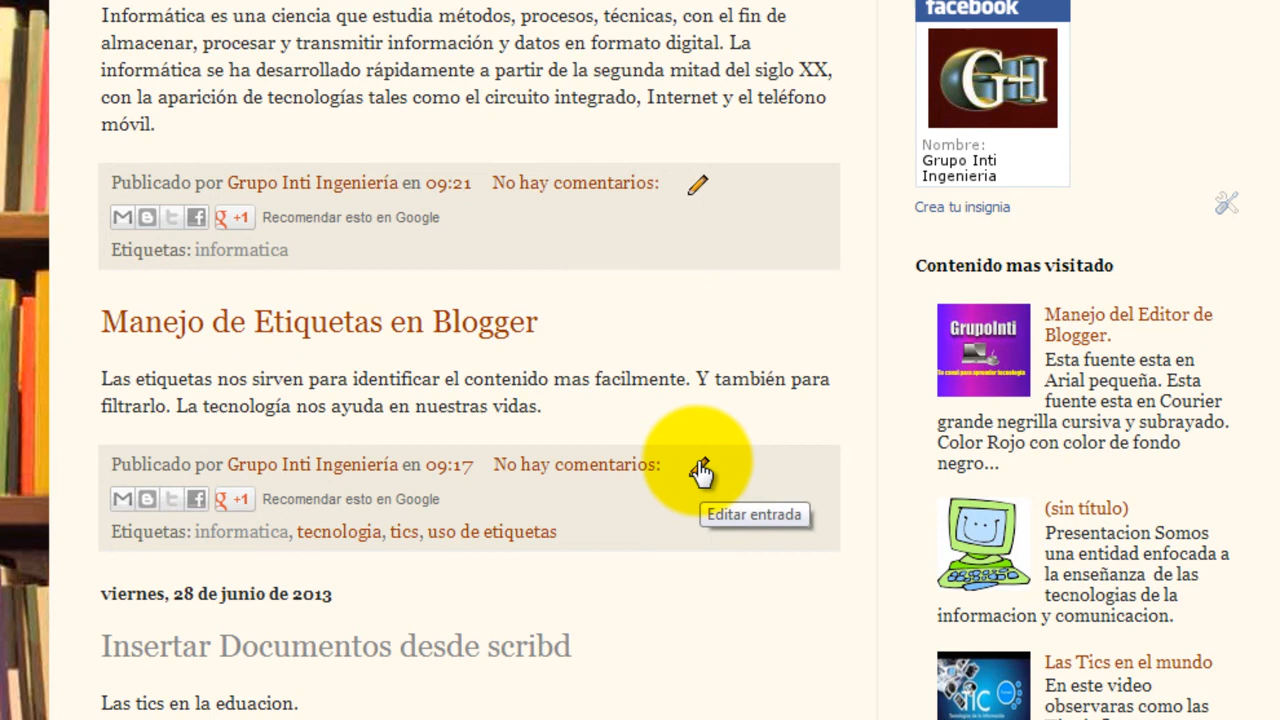 Informática es una ciencia que estudia métodos, procesos, técnicas, con el fin de
almacenar, procesar y transmitir información y datos en formato digital. La
informática se ha desarrollado rápidamente a partir de la segunda mitad del siglo XX,
con la aparición de tecnologías tales como el circuito integrado, Internet y el teléfono
móvil.
Publicado por Grupo Inti Ingeniería en 09:21 No hay comentarios:
+1 Recomendar esto en Google
Etiquetas: informatica
Manejo de Etiquetas en Blogger
Las etiquetas nos sirven para identificar el contenido mas facilmente. Y también para
filtrarlo. La tecnología nos ayuda en nuestras vidas.
Publicado por Grupo Inti Ingeniería en 09:17 No hay comentarios:
+1 Recomendar esto en Google
Editar entrada
Etiquetas: informatica, tecnologia, tics, uso de etiquetas
viernes, 28 de junio de 2013
Insertar Documentos desde scribd
Las tics en la eduacion.
facebook
G+I
Nombre:
Grupo Inti
Ingenieria
Crea tu insignia
Contenido mas visitado
GrupoInti
Tu canal para aprender tecnologia
Manejo del Editor de
Blogger.
Esta fuente esta en
Arial pequeña. Esta
fuente esta en Courier
grande negrilla cursiva y subrayado.
Color Rojo con color de fondo
negro...
(sin título)
Presentacion Somos
una entidad enfocada a
la enseñanza de las
tecnologias de la
informacion y comunicacion.
TIC
Las Tics en el mundo
En este video
observaras como las